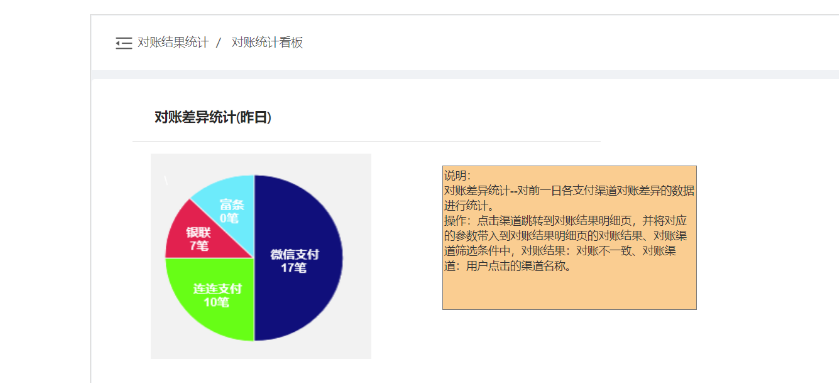 对账结果统计 / 对账统计看板
对账差异统计(昨日)
富条
0笔
银联
7笔
微信支付
17笔
连连支付
10笔
说明：
对账差异统计--对前一日各支付渠道对账差异的数据
进行统计。
操作：点击渠道跳转到对账结果明细页，并将对应
的参数带入到对账结果明细页的对账结果、对账渠
道筛选条件中，对账结果：对账不一致、对账渠
道：用户点击的渠道名称。